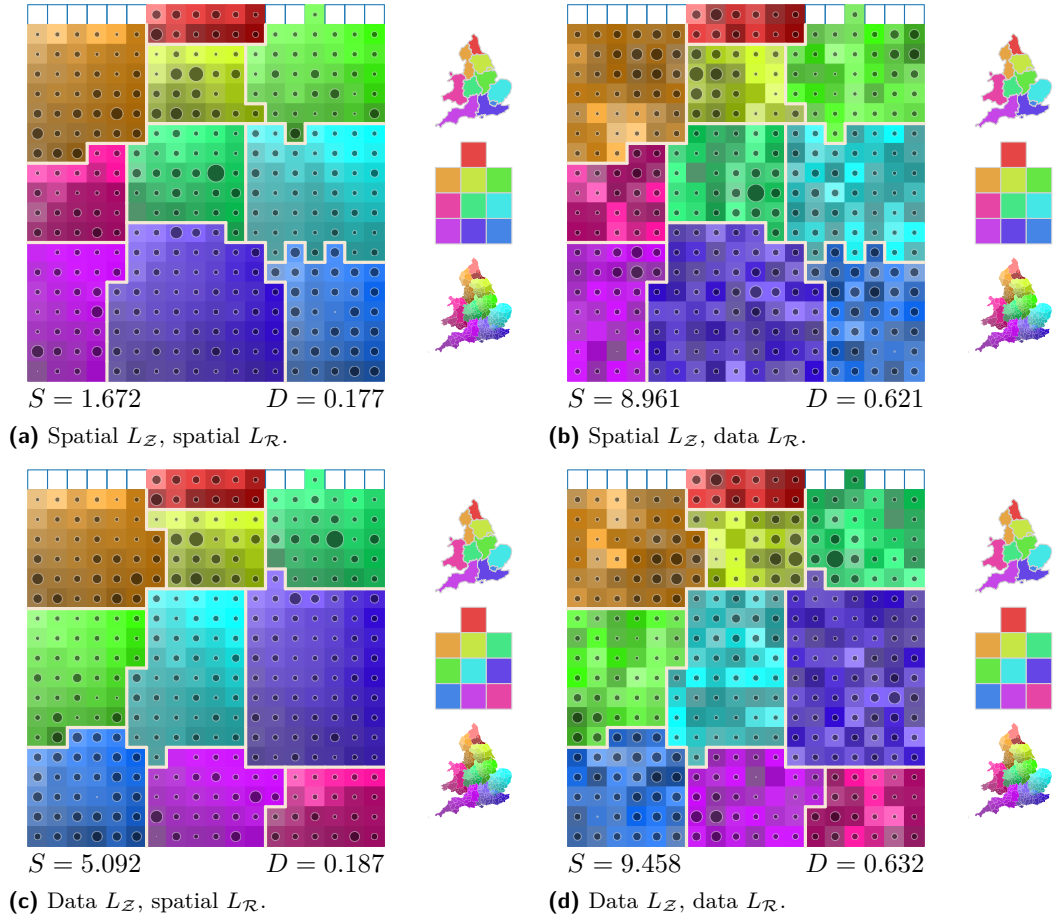 S = 1.672 D = 0.177
(a) Spatial L_Z, spatial L_R.
S = 8.961 D = 0.621
(b) Spatial L_Z, data L_R.
S = 5.092 D = 0.187
(c) Data L_Z, spatial L_R.
S = 9.458 D = 0.632
(d) Data L_Z, data L_R.